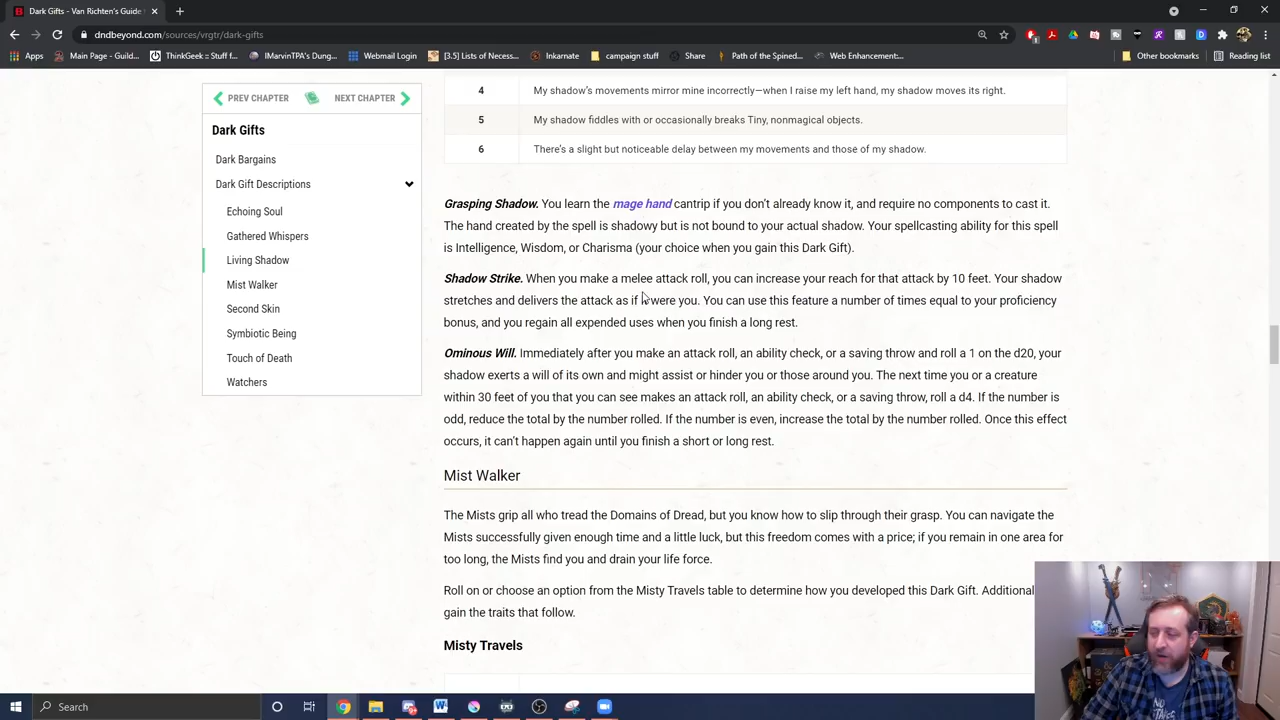 Dark Gifts - Van Richten's Guide
dndbeyond.com/sources/vrgtr/dark-gifts
Apps
Main Page - Guild...
ThinkGeek :: D&D I...
IMarvinTPA's Dung...
Webmail Login
[3.5] Lists of Necess...
Inkarnate
campaign stuff
Path of the Spined...
Web Enhancement:...
Other bookmarks
Reading list
PREV CHAPTER
NEXT CHAPTER
Dark Gifts
Dark Bargains
Dark Gift Descriptions
Echoing Soul
Gathered Whispers
Living Shadow
Mist Walker
Second Skin
Symbiotic Being
Touch of Death
Watchers
4 My shadow's movements mirror mine incorrectly—when I raise my left hand, my shadow moves its right.
5 My shadow fiddles with or occasionally breaks Tiny, nonmagical objects.
6 There's a slight but noticeable delay between my movements and those of my shadow.
Grasping Shadow. You learn the mage hand cantrip if you don't already know it, and require no components to cast it.
The hand created by the spell is shadowy but is not bound to your actual shadow. Your spellcasting ability for this spell
is Intelligence, Wisdom, or Charisma (your choice when you gain this Dark Gift).
Shadow Strike. When you make a melee attack roll, you can increase your reach for that attack by 10 feet. Your shadow
stretches and delivers the attack as if it were you. You can use this feature a number of times equal to your proficiency
bonus, and you regain all expended uses when you finish a long rest.
Ominous Will. Immediately after you make an attack roll, an ability check, or a saving throw and roll a 1 on the d20, your
shadow exerts a will of its own and might assist or hinder you or those around you. The next time you or a creature
within 30 feet of you that you can see makes an attack roll, an ability check, or a saving throw, roll a d4. If the number is
odd, reduce the total by the number rolled. If the number is even, increase the total by the number rolled. Once this effect
occurs, it can't happen again until you finish a short or long rest.
Mist Walker
The Mists grip all who tread the Domains of Dread, but you know how to slip through their grasp. You can navigate the
Mists successfully given enough time and a little luck, but this freedom comes with a price; if you remain in one area for
too long, the Mists find you and drain your life force.
Roll on or choose an option from the Misty Travels table to determine how you developed this Dark Gift. Additional
gain the traits that follow.
Misty Travels
Search